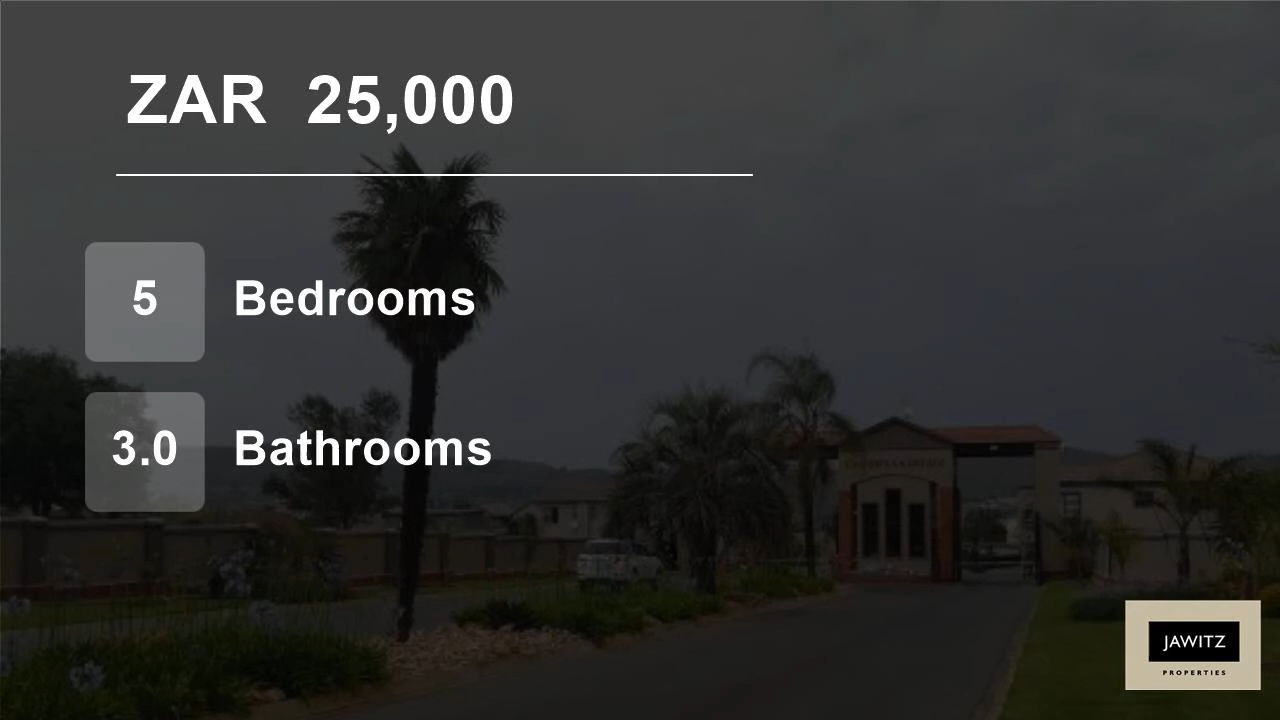 ZAR 25,000
5 Bedrooms
3.0 Bathrooms
JAWITZ
PROPERTIES